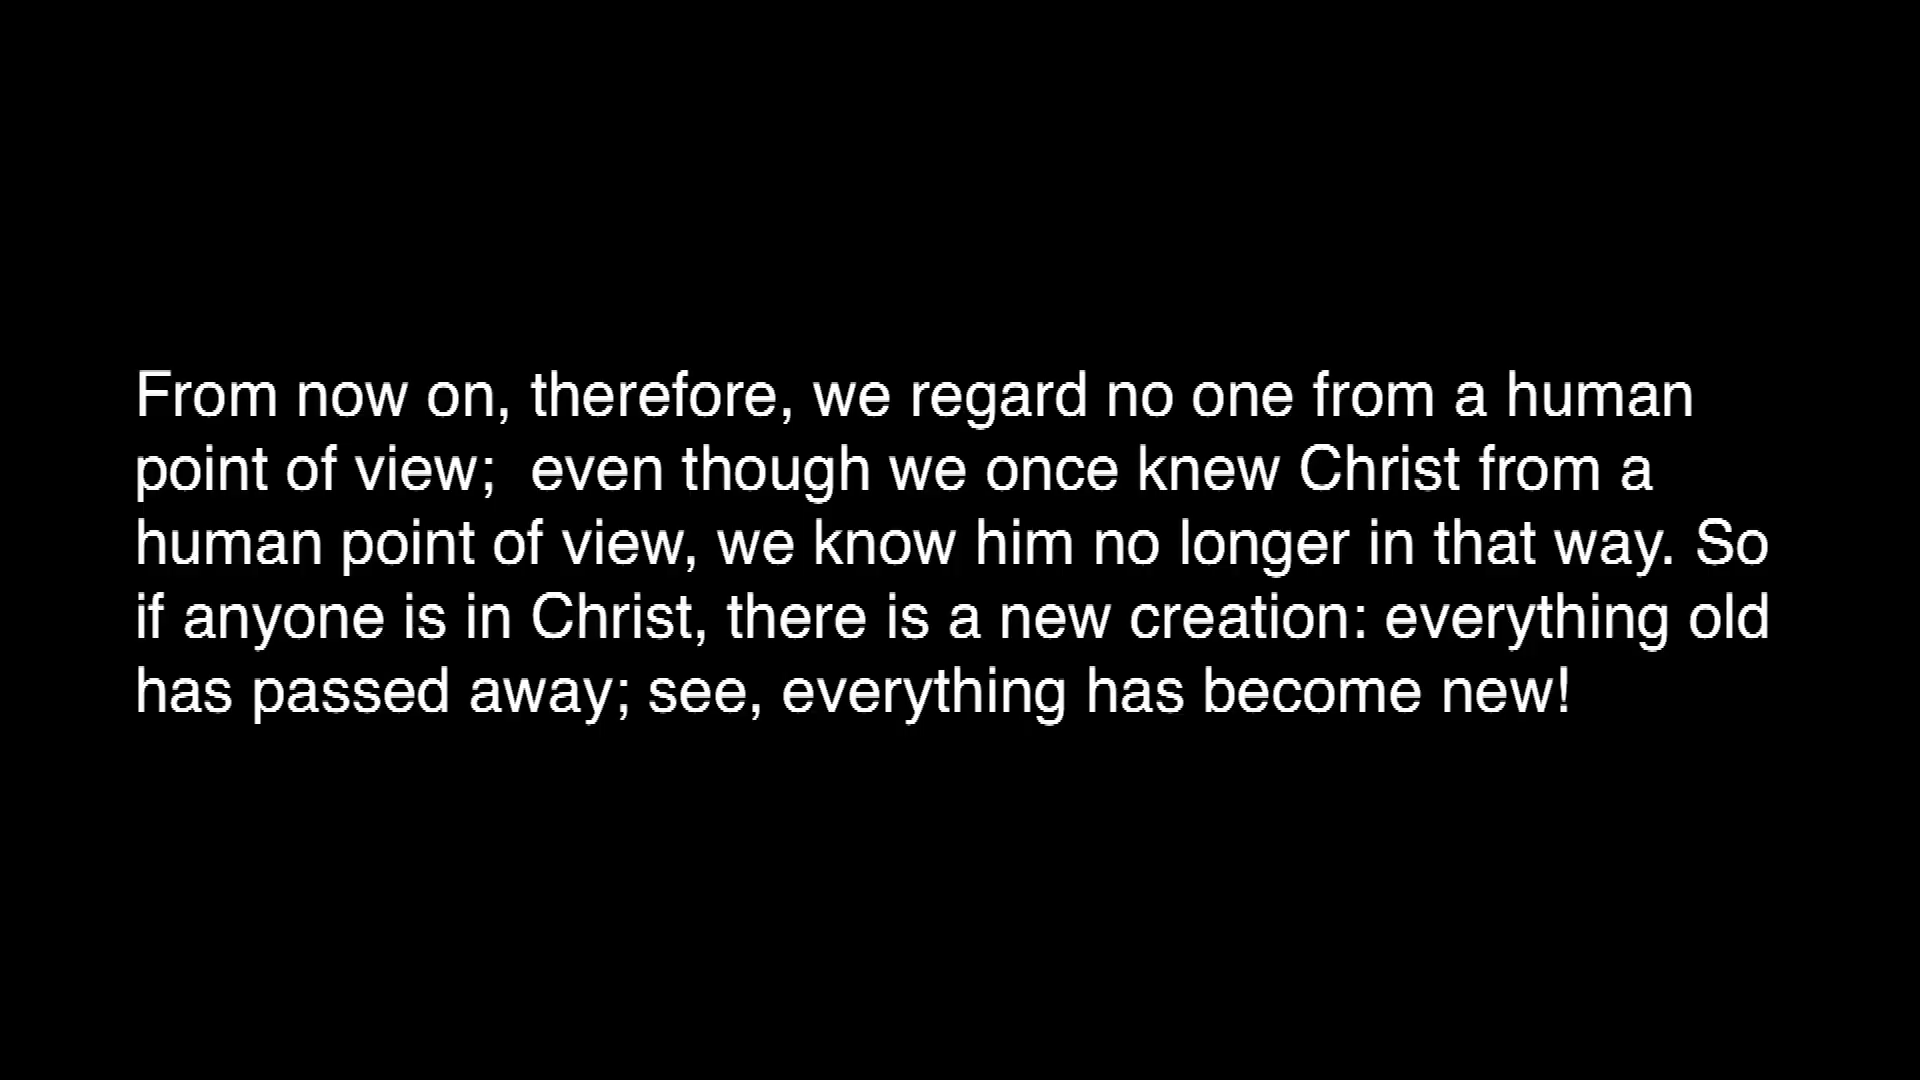 From now on, therefore, we regard no one from a human
point of view;  even though we once knew Christ from a
human point of view, we know him no longer in that way. So
if anyone is in Christ, there is a new creation: everything old
has passed away; see, everything has become new!